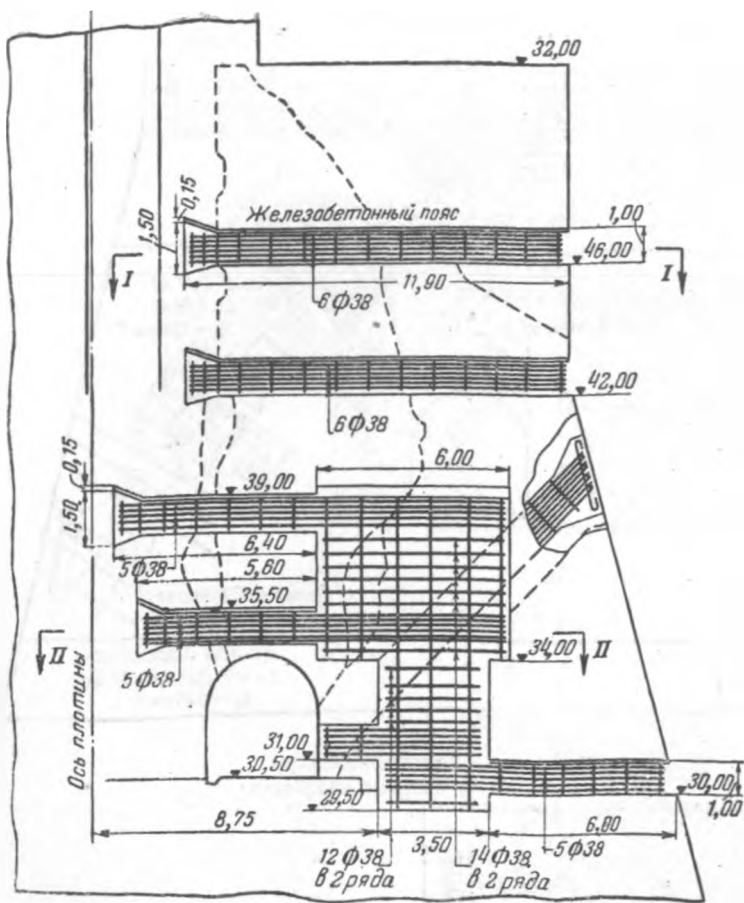 32,00
0,15
1,50
Железобетонный пояс
1,00
46,00
I
I
11,90
6ф38
42,00
6ф38
0,15
6,00
39,00
1,50
6,40
5ф38
5,60
35,50
II
II
34,00
5ф38
Ось плотины
31,00
30,50
29,50
30,00
1,00
8,75
3,50
6,80
12ф38
в 2 ряда
14ф38
в 2 ряда
5ф38